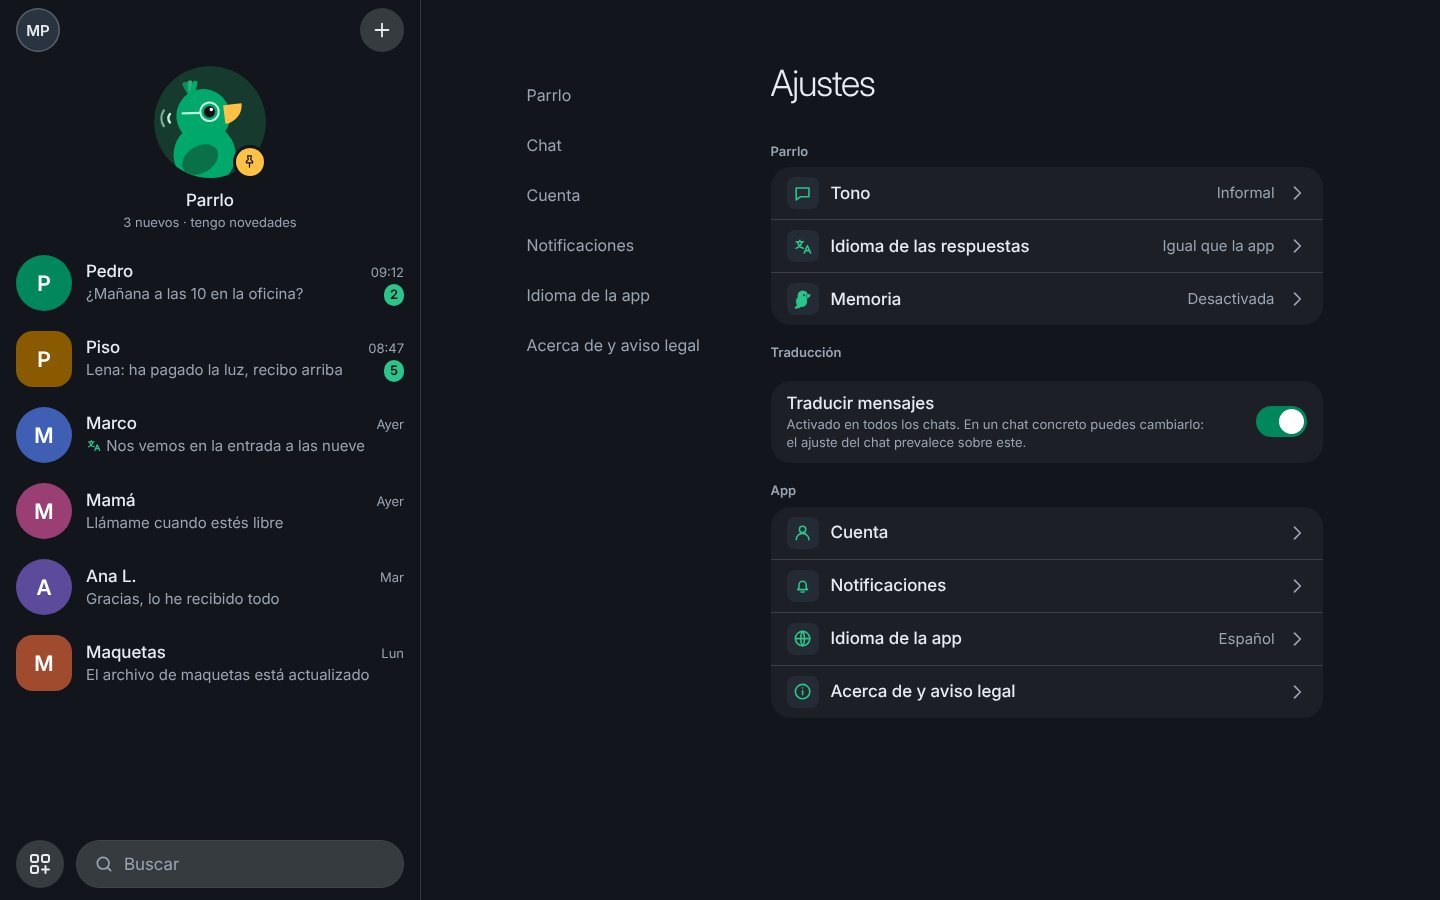 MP
Parrlo
3 nuevos · tengo novedades
P
Pedro
09:12
¿Mañana a las 10 en la oficina?
2
P
Piso
08:47
Lena: ha pagado la luz, recibo arriba
5
M
Marco
Ayer
Nos vemos en la entrada a las nueve
M
Mamá
Ayer
Llámame cuando estés libre
A
Ana L.
Mar
Gracias, lo he recibido todo
M
Maquetas
Lun
El archivo de maquetas está actualizado
Buscar
Parrlo
Chat
Cuenta
Notificaciones
Idioma de la app
Acerca de y aviso legal
Ajustes
Parrlo
Tono
Informal
Idioma de las respuestas
Igual que la app
Memoria
Desactivada
Traducción
Traducir mensajes
Activado en todos los chats. En un chat concreto puedes cambiarlo:
el ajuste del chat prevalece sobre este.
App
Cuenta
Notificaciones
Idioma de la app
Español
Acerca de y aviso legal